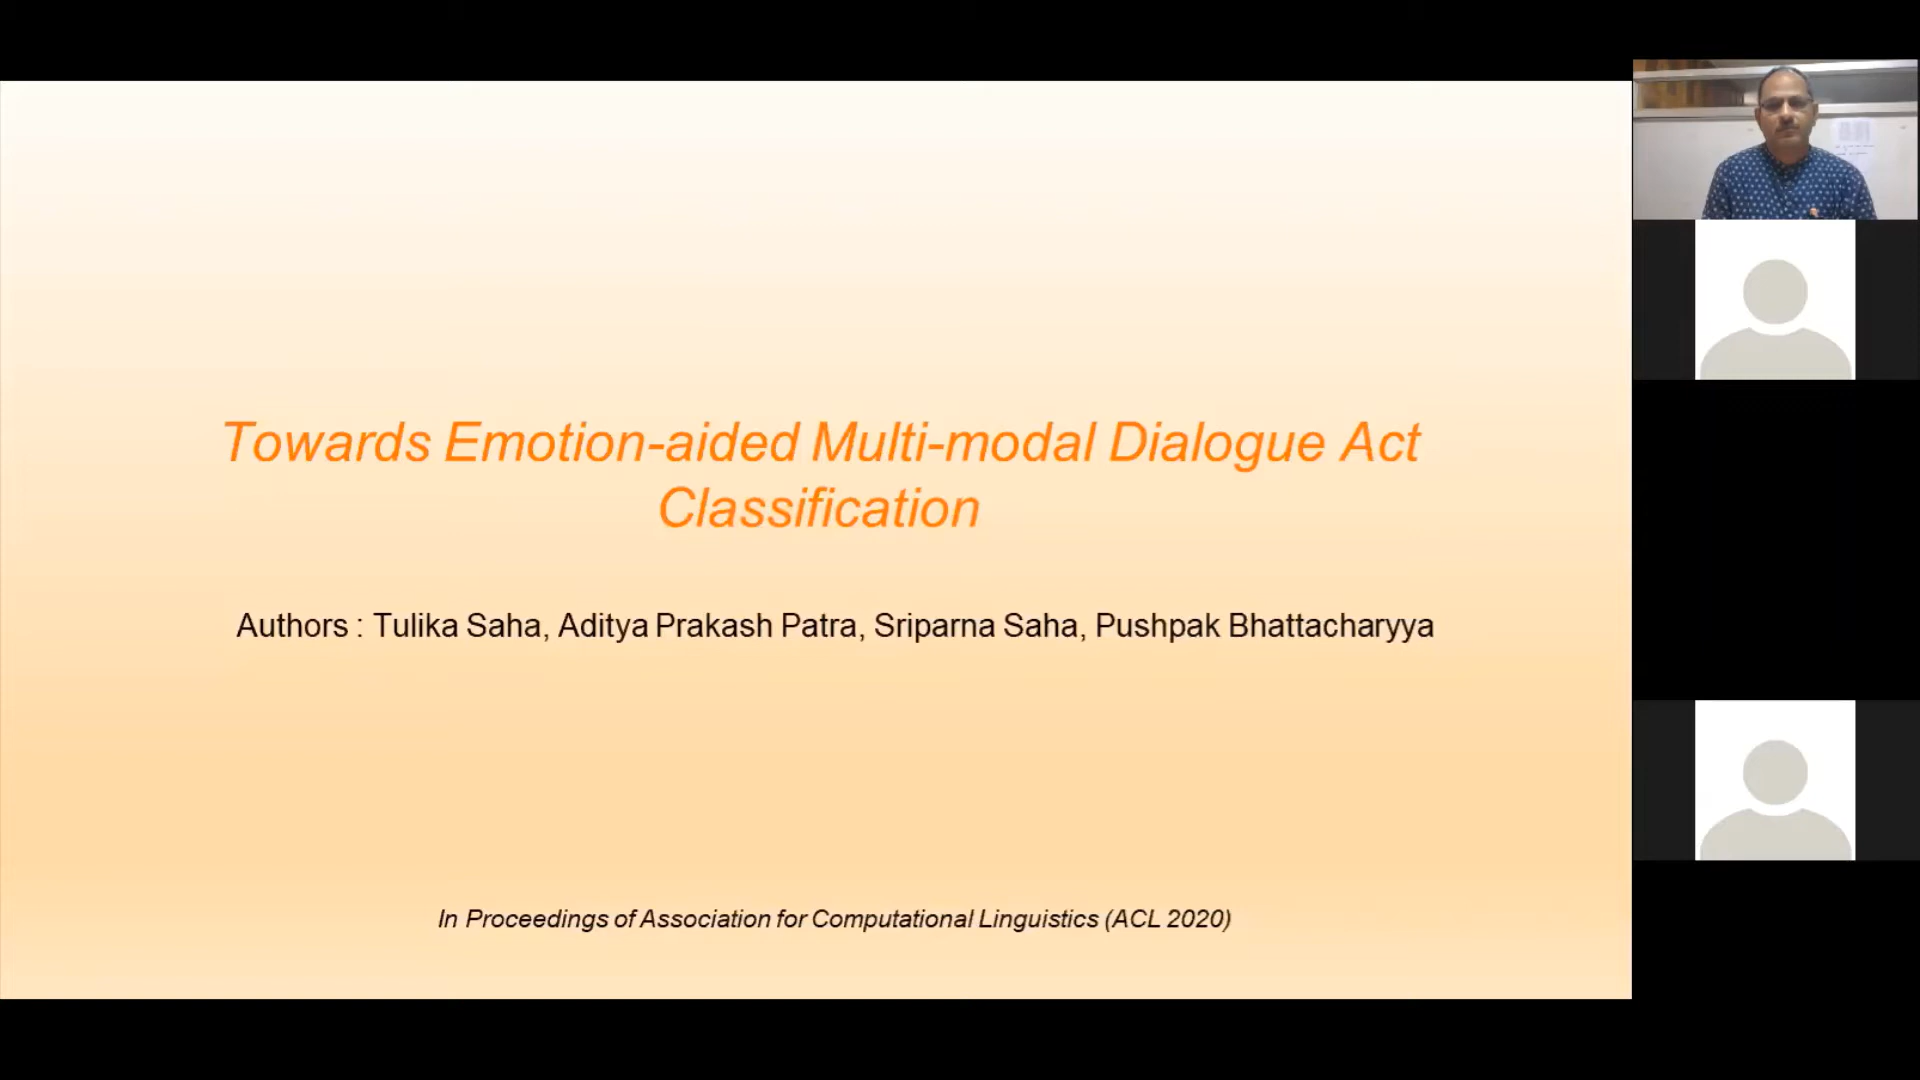 Towards Emotion-aided Multi-modal Dialogue Act
Classification
Authors : Tulika Saha, Aditya Prakash Patra, Sriparna Saha, Pushpak Bhattacharyya
In Proceedings of Association for Computational Linguistics (ACL 2020)